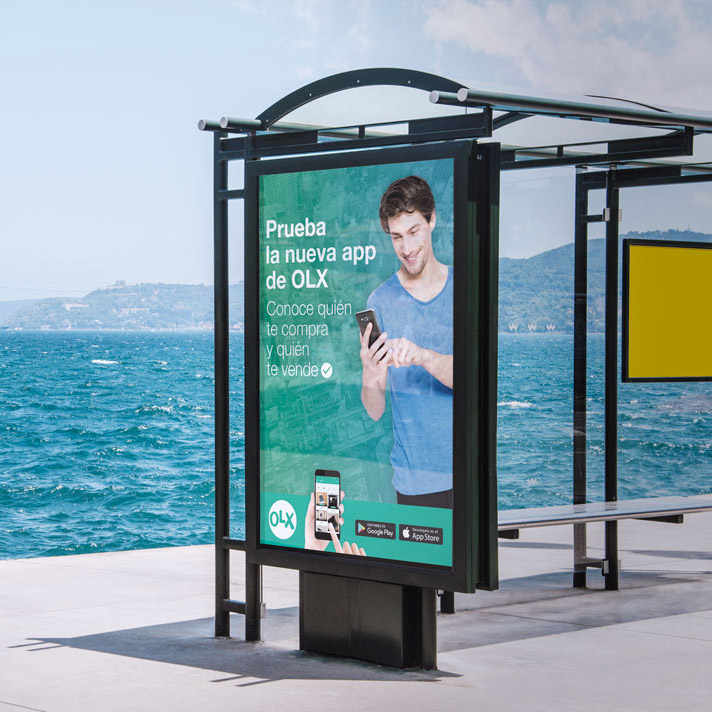 Prueba
la nueva app
de OLX
Conoce quién
te compra
y quién
te vende
OLX
DISPONIBLE EN
Google Play
Descárgalo en el
App Store